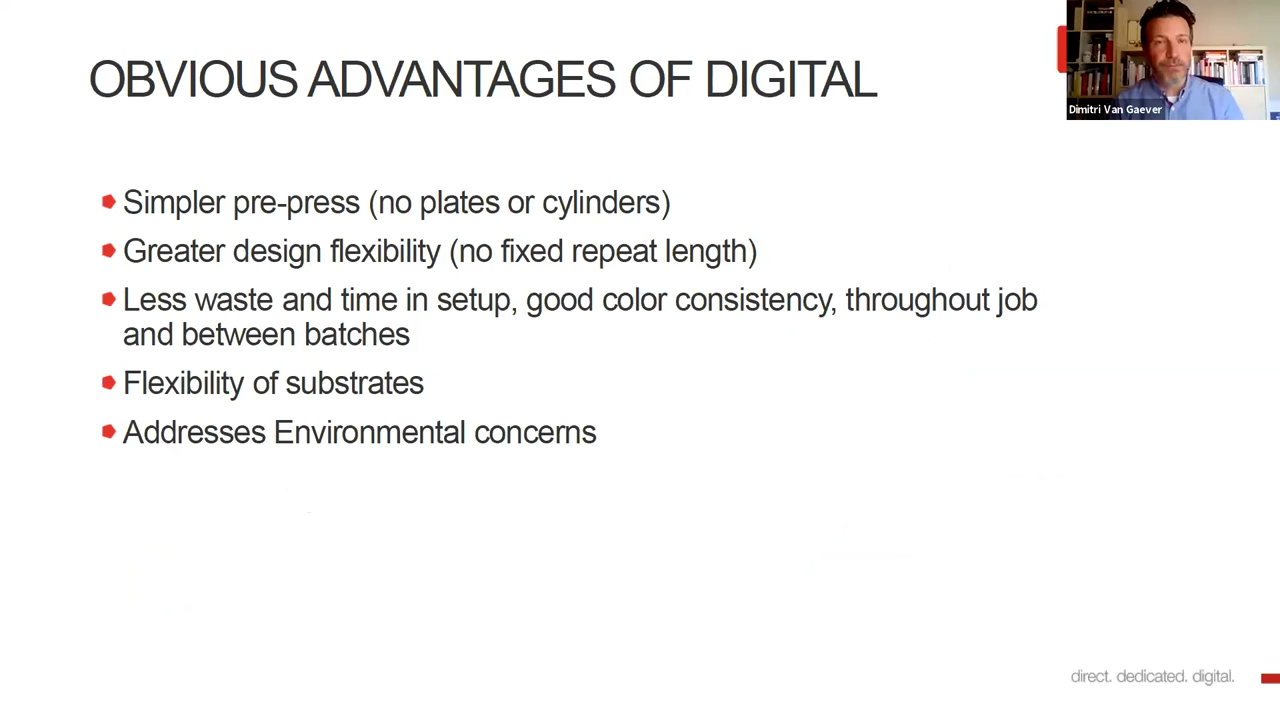 OBVIOUS ADVANTAGES OF DIGITAL
Dimitri Van Gaever
Simpler pre-press (no plates or cylinders)
Greater design flexibility (no fixed repeat length)
Less waste and time in setup, good color consistency, throughout job
and between batches
Flexibility of substrates
Addresses Environmental concerns
direct. dedicated. digital.